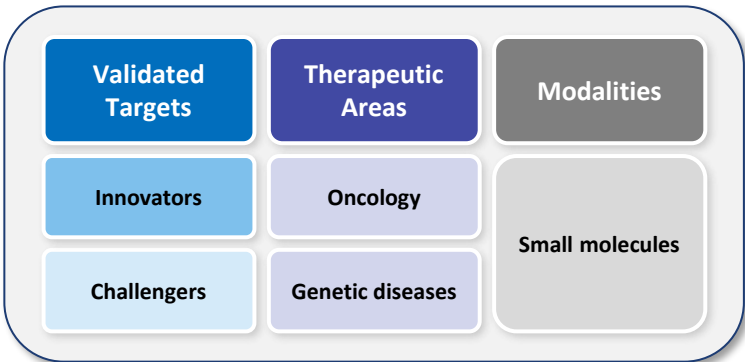 Validated
Targets
Therapeutic
Areas
Modalities
Innovators
Oncology
Small molecules
Challengers
Genetic diseases